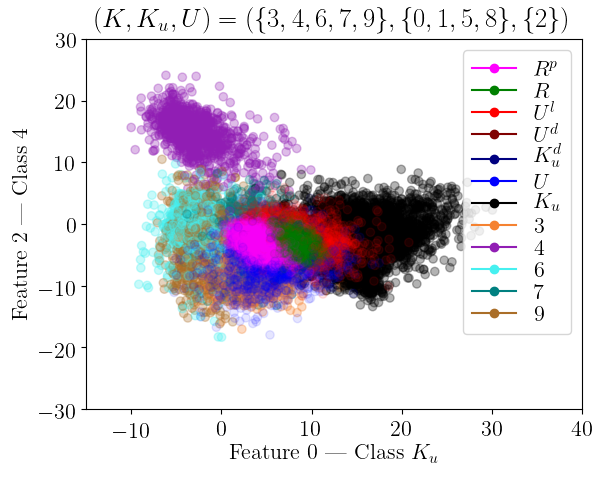 (K, K_u, U) = ({3, 4, 6, 7, 9}, {0, 1, 5, 8}, {2})
30
20
10
0
−10
−20
−30
Feature 2 — Class 4
R^p
R
U^l
U^d
K_u^d
U
K_u
3
4
6
7
9
−10
0
10
20
30
40
Feature 0 — Class K_u